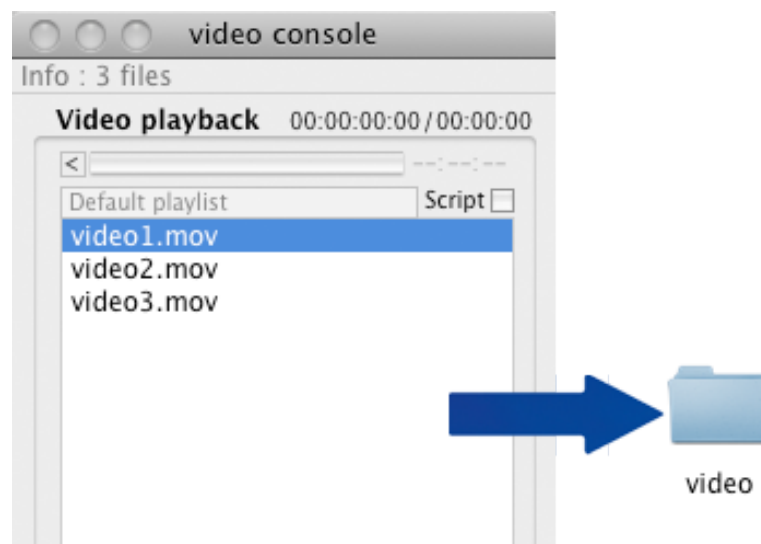 video console
Info : 3 files
Video playback 00:00:00:00/00:00:00
< --:--:--
Default playlist Script
video1.mov
video2.mov
video3.mov
video